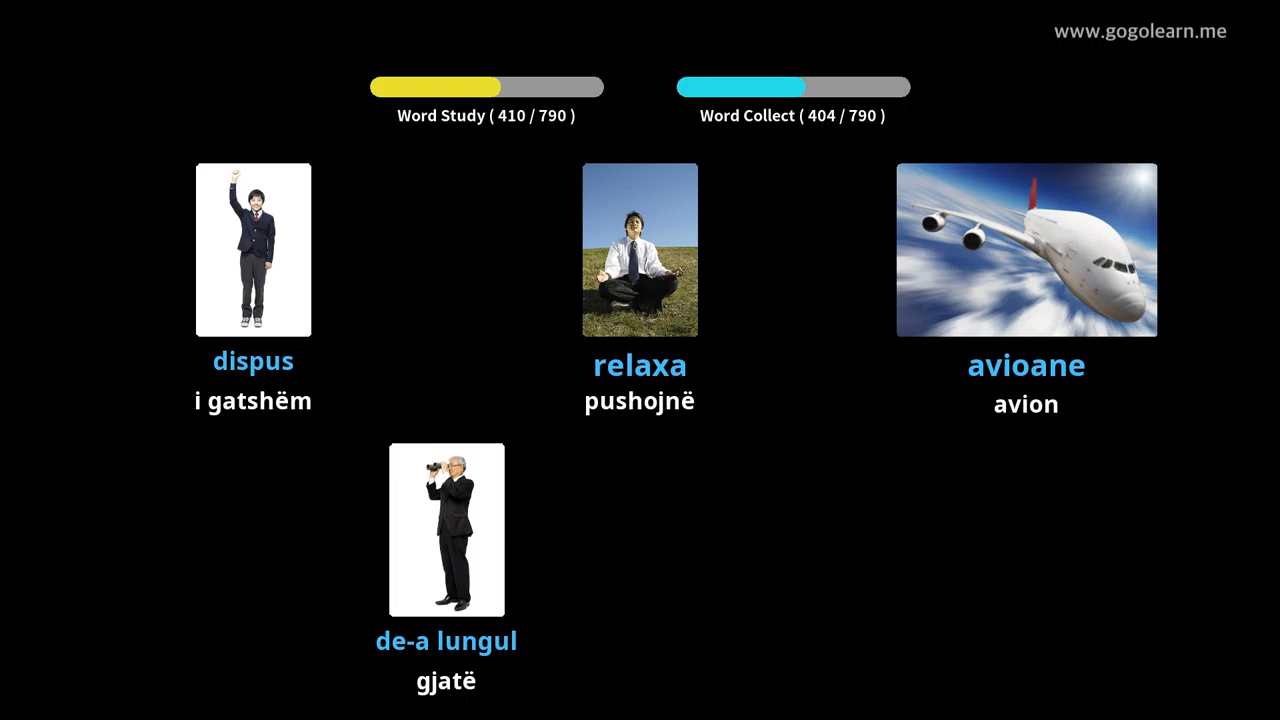 www.gogolearn.me
Word Study ( 410 / 790 )
Word Collect ( 404 / 790 )
dispus
i gatshëm
relaxa
pushojnë
avioane
avion
de-a lungul
gjatë